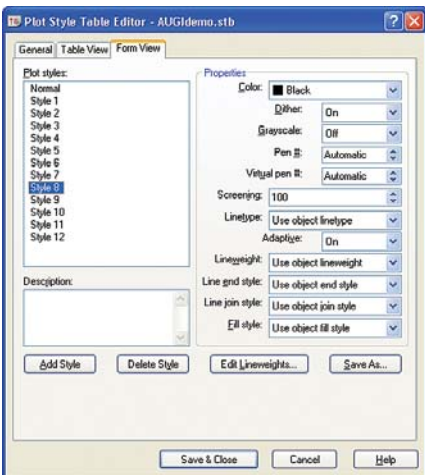 Plot Style Table Editor - AUGIdemo.stb
General
Table View
Form View
Plot styles:
Normal
Style 1
Style 2
Style 3
Style 4
Style 5
Style 6
Style 7
Style 8
Style 9
Style 10
Style 11
Style 12
Description:
Add Style
Delete Style
Properties
Color: Black
Dither: On
Grayscale: Off
Pen #: Automatic
Virtual pen #: Automatic
Screening: 100
Linetype: Use object linetype
Adaptive: On
Lineweight: Use object lineweight
Line end style: Use object end style
Line join style: Use object join style
Fill style: Use object fill style
Edit Lineweights...
Save As...
Save & Close
Cancel
Help